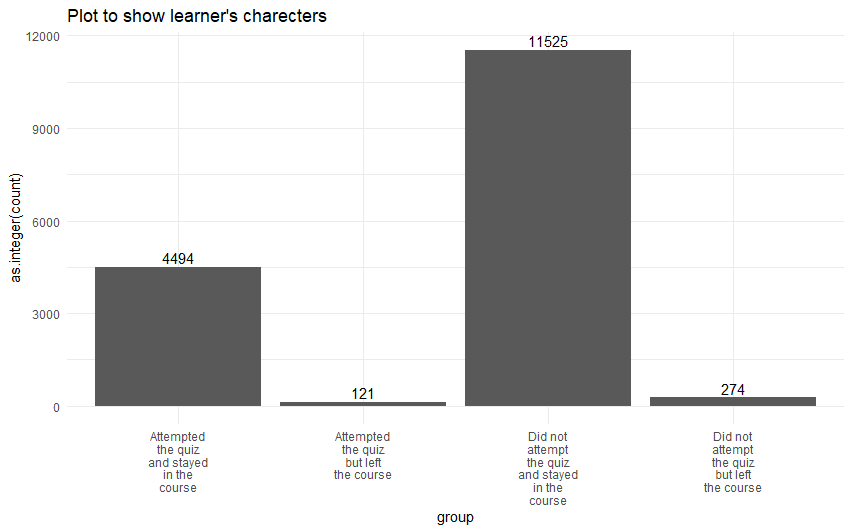 Plot to show learner's charecters
12000
9000
6000
3000
0
as.integer(count)
4494
121
11525
274
Attempted
the quiz
and stayed
in the
course
Attempted
the quiz
but left
the course
Did not
attempt
the quiz
and stayed
in the
course
Did not
attempt
the quiz
but left
the course
group